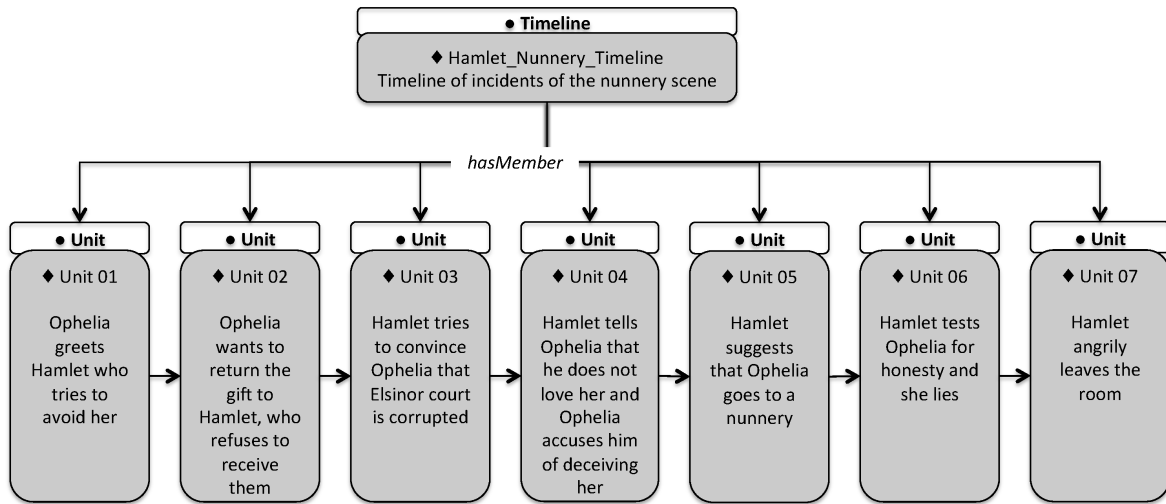 ● Timeline
♦ Hamlet_Nunnery_Timeline
Timeline of incidents of the nunnery scene
hasMember
● Unit
♦ Unit 01
Ophelia
greets
Hamlet who
tries to
avoid her
● Unit
♦ Unit 02
Ophelia
wants to
return the
gift to
Hamlet, who
refuses to
receive
them
● Unit
♦ Unit 03
Hamlet tries
to convince
Ophelia that
Elsinor court
is corrupted
● Unit
♦ Unit 04
Hamlet tells
Ophelia that
he does not
love her and
Ophelia
accuses him
of deceiving
her
● Unit
♦ Unit 05
Hamlet
suggests
that Ophelia
goes to a
nunnery
● Unit
♦ Unit 06
Hamlet tests
Ophelia for
honesty and
she lies
● Unit
♦ Unit 07
Hamlet
angrily
leaves the
room